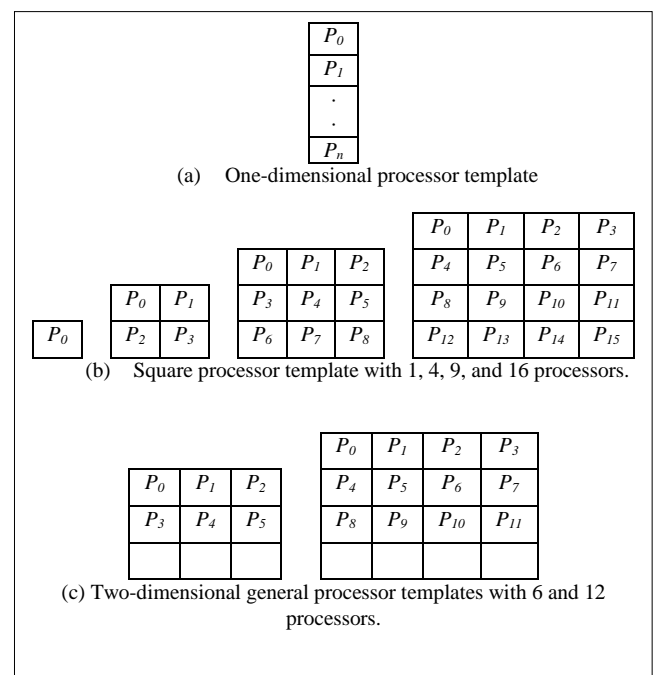 P0
P1
.
.
Pn
(a) One-dimensional processor template
P0 P1 P2 P3
P0 P1 P2 P4 P5 P6 P7
P0 P1 P3 P4 P5 P8 P9 P10 P11
P0 P2 P3 P6 P7 P8 P12 P13 P14 P15
(b) Square processor template with 1, 4, 9, and 16 processors.
P0 P1 P2 P3
P0 P1 P2 P4 P5 P6 P7
P3 P4 P5 P8 P9 P10 P11
(c) Two-dimensional general processor templates with 6 and 12
processors.